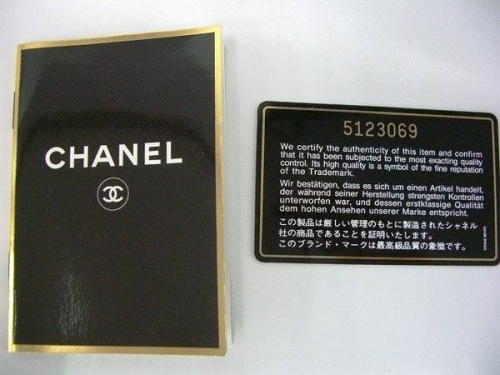 CHANEL
5123069
We certify the authenticity of this item and confirm
that it has been subjected to the most exacting quality
control. Its high quality is a symbol of the fine reputation
of the Trademark.
Wir bestätigen, dass es sich um einen Artikel handelt,
der während seiner Herstellung strengsten Kontrollen
unterworfen war, und dessen erstklassige Qualität
dem hohen Ansehen unserer Marke entspricht.
この製品は厳しい管理のもとに製造されたシャネル
社の商品であることを証明いたします。
このブランド・マークは最高級品質の象徴です。